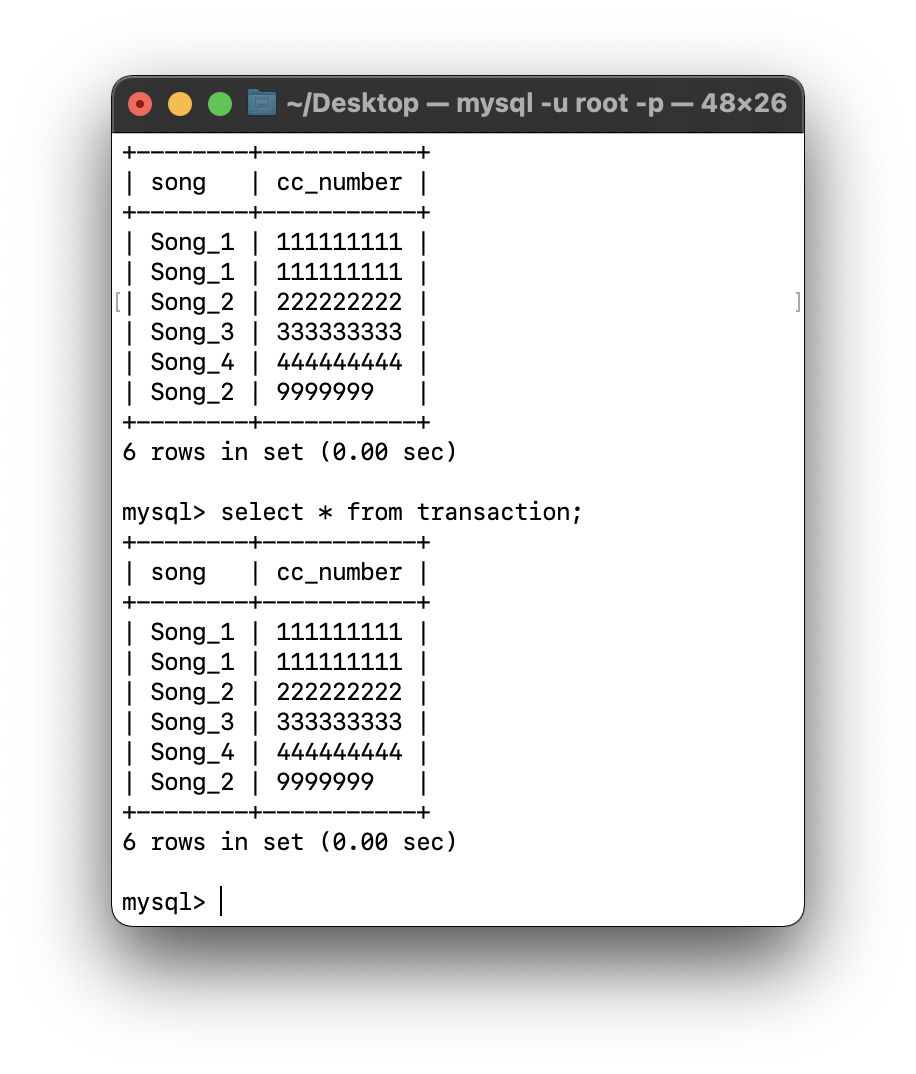 ~/Desktop — mysql -u root -p — 48×26
+--------+-----------+
| song   | cc_number |
+--------+-----------+
| Song_1 | 111111111 |
| Song_1 | 111111111 |
[| Song_2 | 222222222 | ]
| Song_3 | 333333333 |
| Song_4 | 444444444 |
| Song_2 | 9999999   |
+--------+-----------+
6 rows in set (0.00 sec)
mysql> select * from transaction;
+--------+-----------+
| song   | cc_number |
+--------+-----------+
| Song_1 | 111111111 |
| Song_1 | 111111111 |
| Song_2 | 222222222 |
| Song_3 | 333333333 |
| Song_4 | 444444444 |
| Song_2 | 9999999   |
+--------+-----------+
6 rows in set (0.00 sec)
mysql>